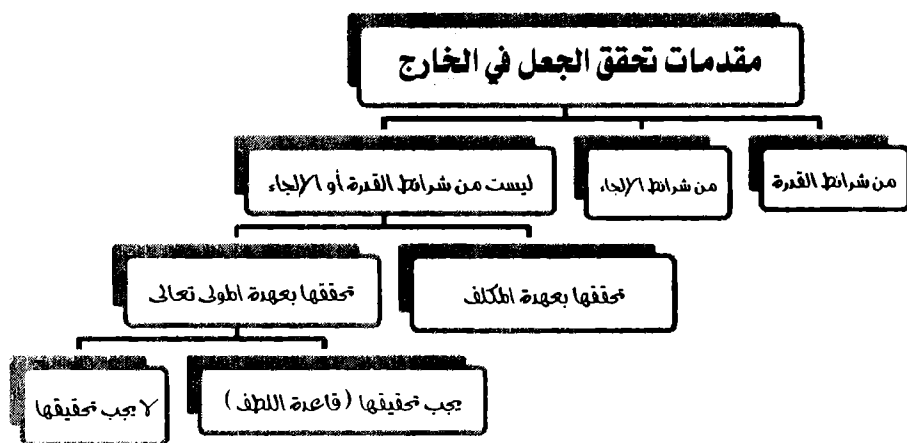 مقدمات تحقق الجعل في الخارج
من شرائط القدرة
من شرائط الإلجاء
ليست من شرائط القدرة أو الإلجاء
تحققها بعهدة المكلف
تحققها بعهدة المولى تعالى
يجب تحقيقها (قاعدة اللطف)
لا يجب تحقيقها